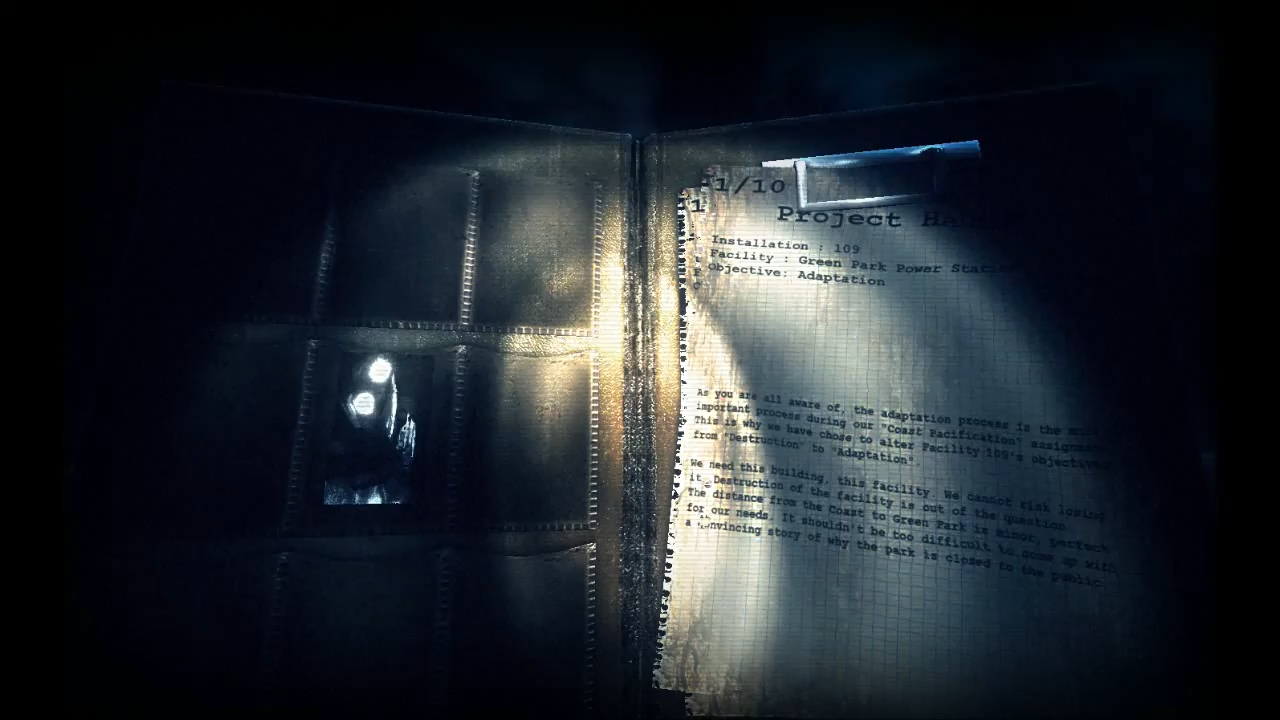 1/10
1
Project
Installation : 109
Facility : Green Park Power
Objective: Adaptation
As you are all aware of, the adaptation process is the
important process during our "Coast Pacification"
This is why we have chose to alter Facility 109's
from "Destruction" to "Adaptation".
We need this building, this facility. We cannot risk losing
it. Destruction of the facility is out of the question.
The distance from the Coast to Green Park is minor, perfect
for our needs. It shouldn't be too difficult to come up with
a convincing story of why the park is closed to the public.